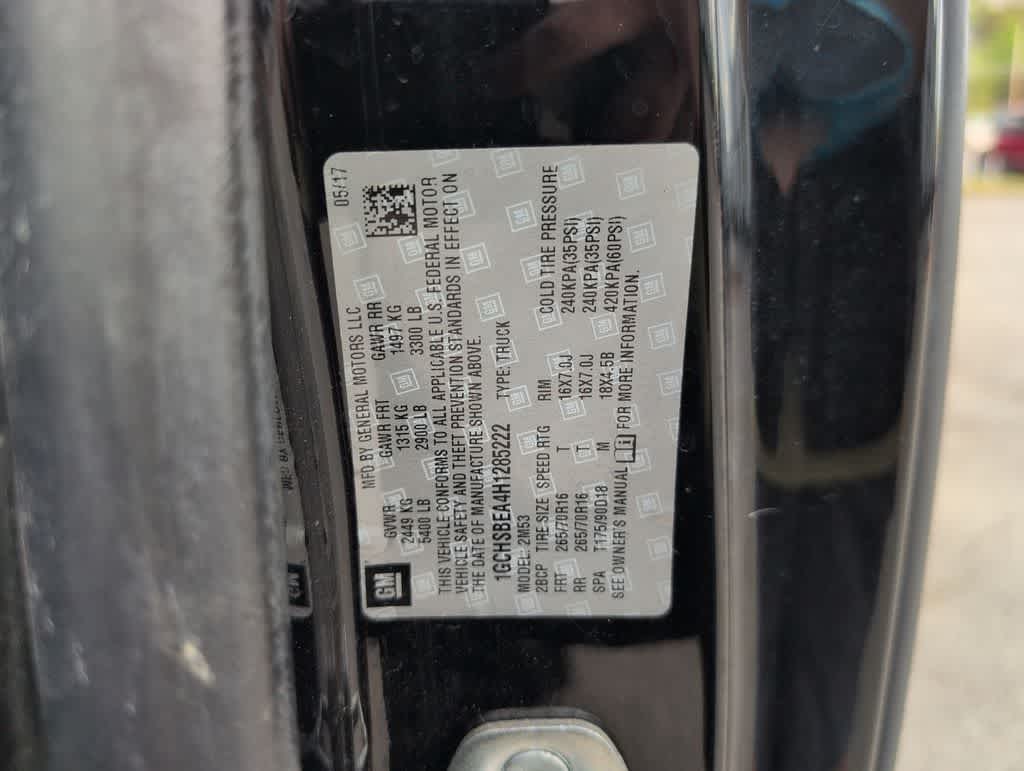 MFD BY GENERAL MOTORS LLC 05/17
GVWR GAWR FRT GAWR RR
2449 KG 1315 KG 1497 KG
5400 LB 2900 LB 3300 LB
THIS VEHICLE CONFORMS TO ALL APPLICABLE U.S. FEDERAL MOTOR
VEHICLE SAFETY AND THEFT PREVENTION STANDARDS IN EFFECT ON
THE DATE OF MANUFACTURE SHOWN ABOVE.
1GCHSBEA4H1285222 TYPE: TRUCK
MODEL: 2M53
2BCP TIRE SIZE SPEED RTG RIM COLD TIRE PRESSURE
FRT 265/70R16 T 16X7.0J 240KPA(35PSI)
RR 265/70R16 T 16X7.0J 240KPA(35PSI)
SPA T175/90D18 M 18X4.5B 420KPA(60PSI)
SEE OWNER'S MANUAL i FOR MORE INFORMATION.
GM